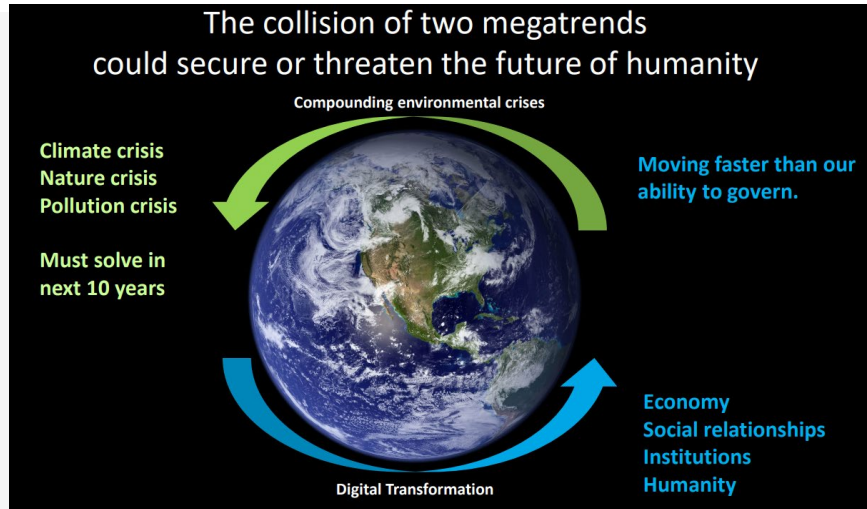 The collision of two megatrends
could secure or threaten the future of humanity
Compounding environmental crises
Climate crisis
Nature crisis
Pollution crisis
Must solve in
next 10 years
Moving faster than our
ability to govern.
Economy
Social relationships
Institutions
Humanity
Digital Transformation